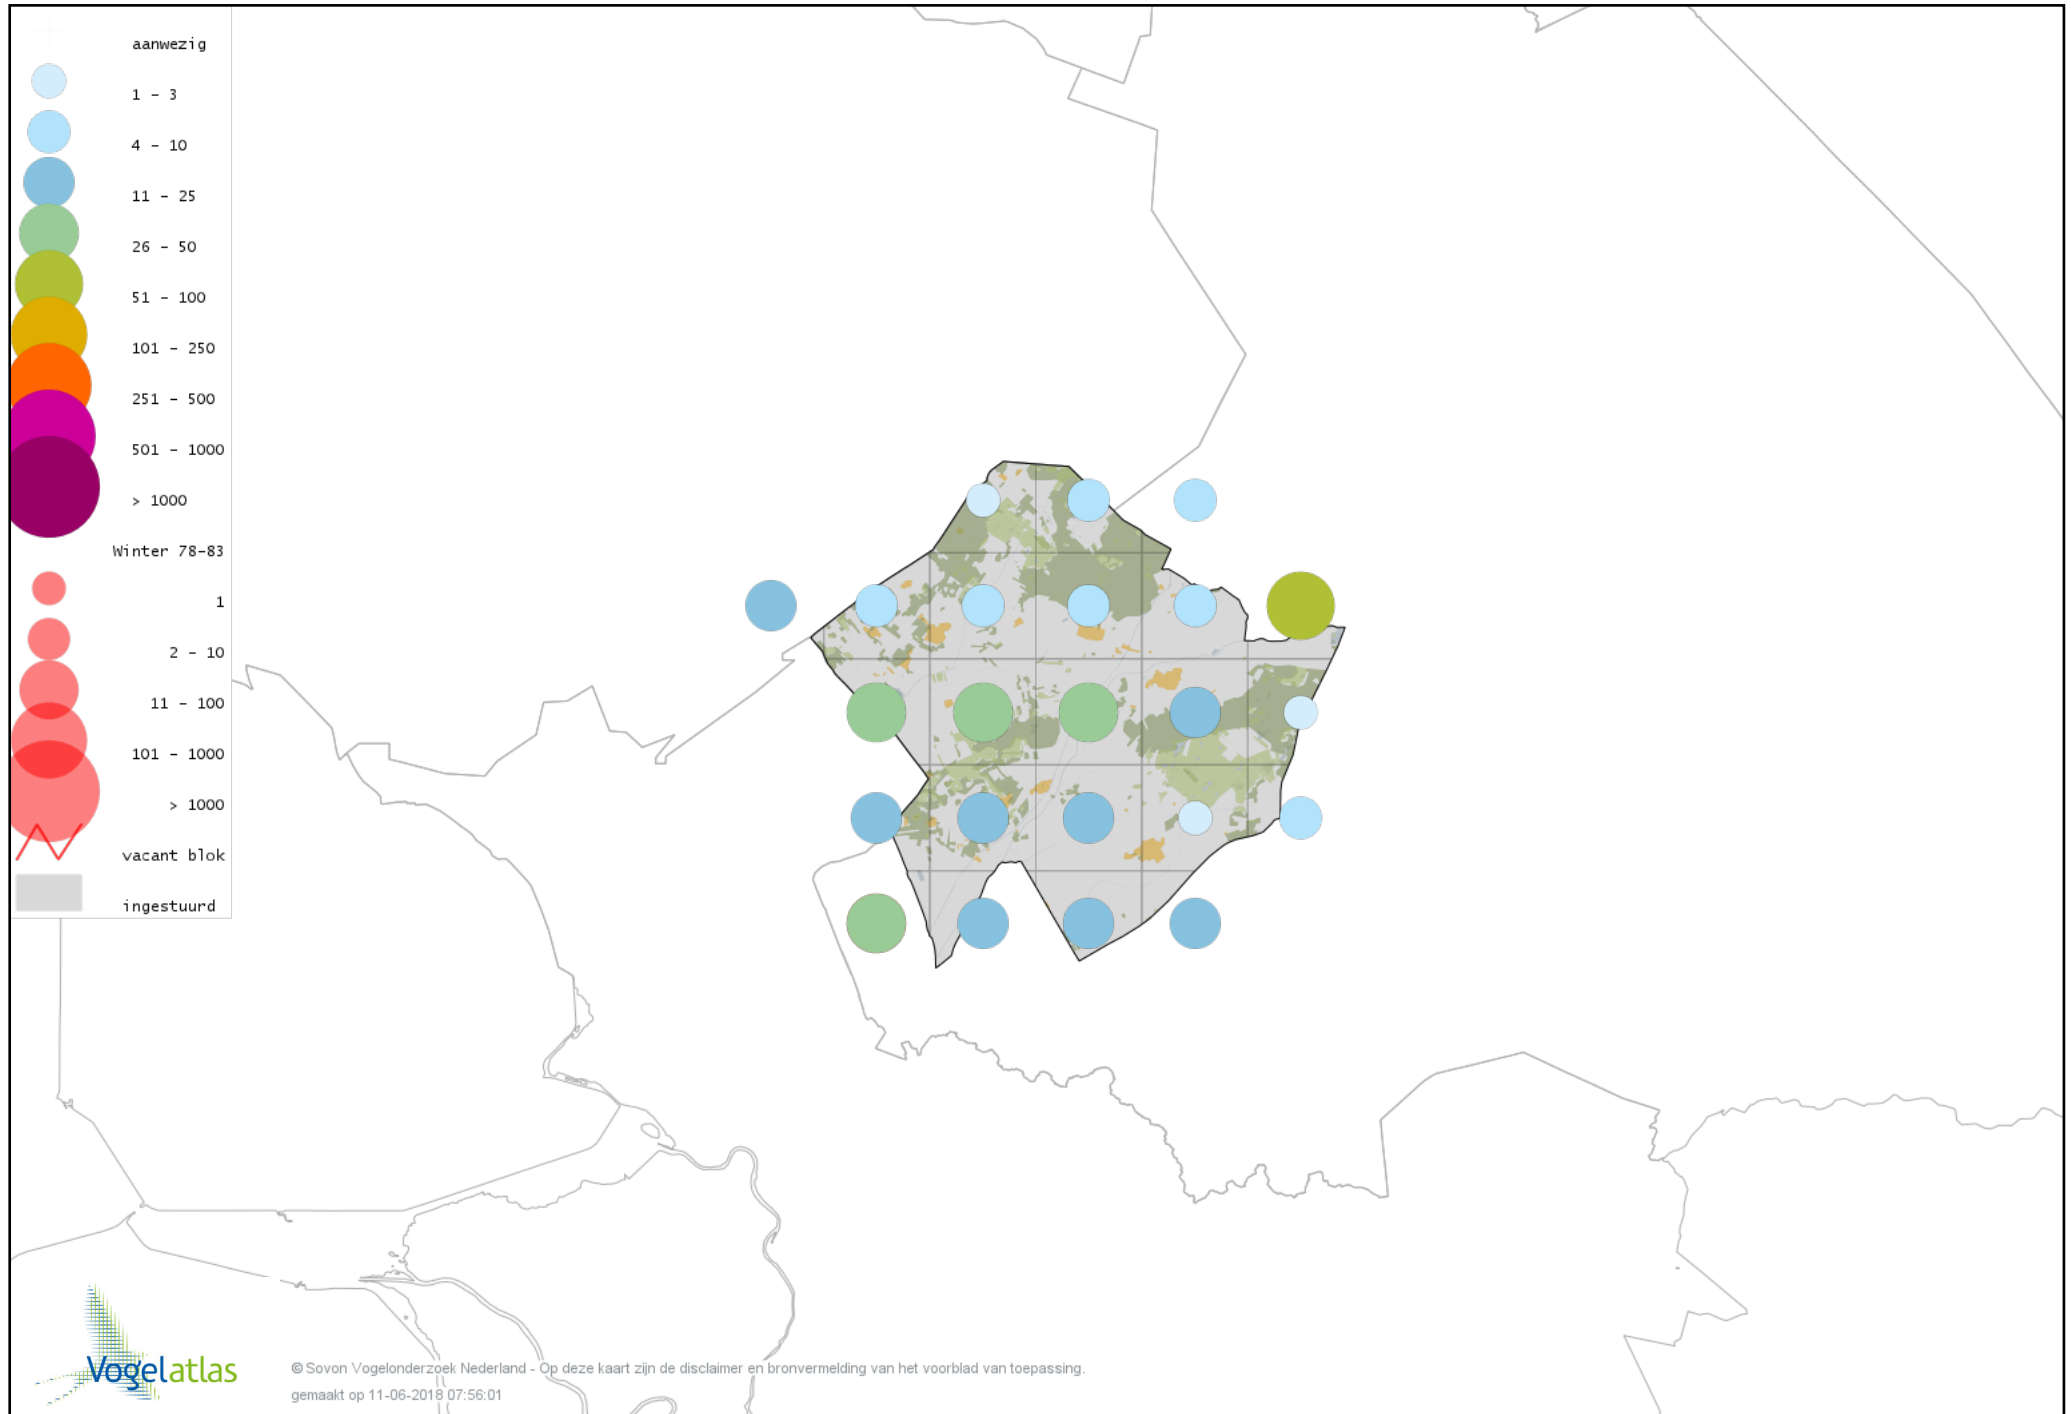 aanwezig
1 - 3
4 - 10
11 - 25
26 - 50
51 - 100
101 - 250
251 - 500
501 - 1000
> 1000
Winter 78-83
1
2 - 10
11 - 100
101 - 1000
> 1000
vacant blok
ingestuurd
Vogelatlas
© Sovon Vogelonderzoek Nederland - Op deze kaart zijn de disclaimer en bronvermelding van het voorblad van toepassing.
gemaakt op 11-06-2018 07:56:01